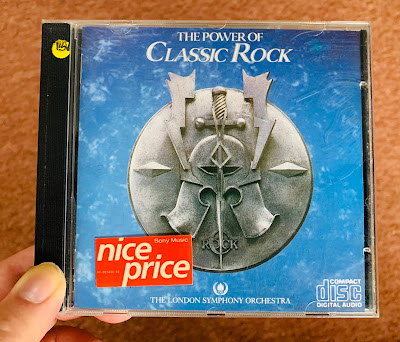 THE POWER OF
CLASSIC ROCK
ROCK
Sony Music
nice
price
THE LONDON SYMPHONY ORCHESTRA
COMPACT
disc
DIGITAL AUDIO